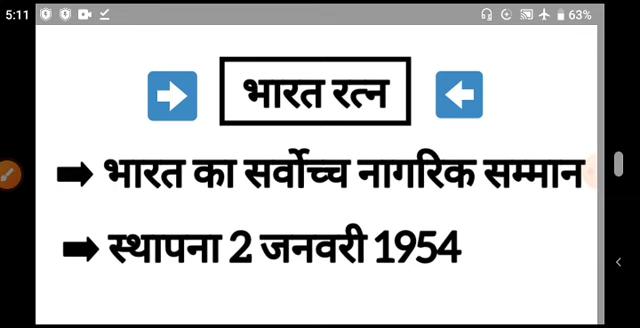 5:11 63%
भारत रत्न
भारत का सर्वोच्च नागरिक सम्मान
स्थापना 2 जनवरी 1954